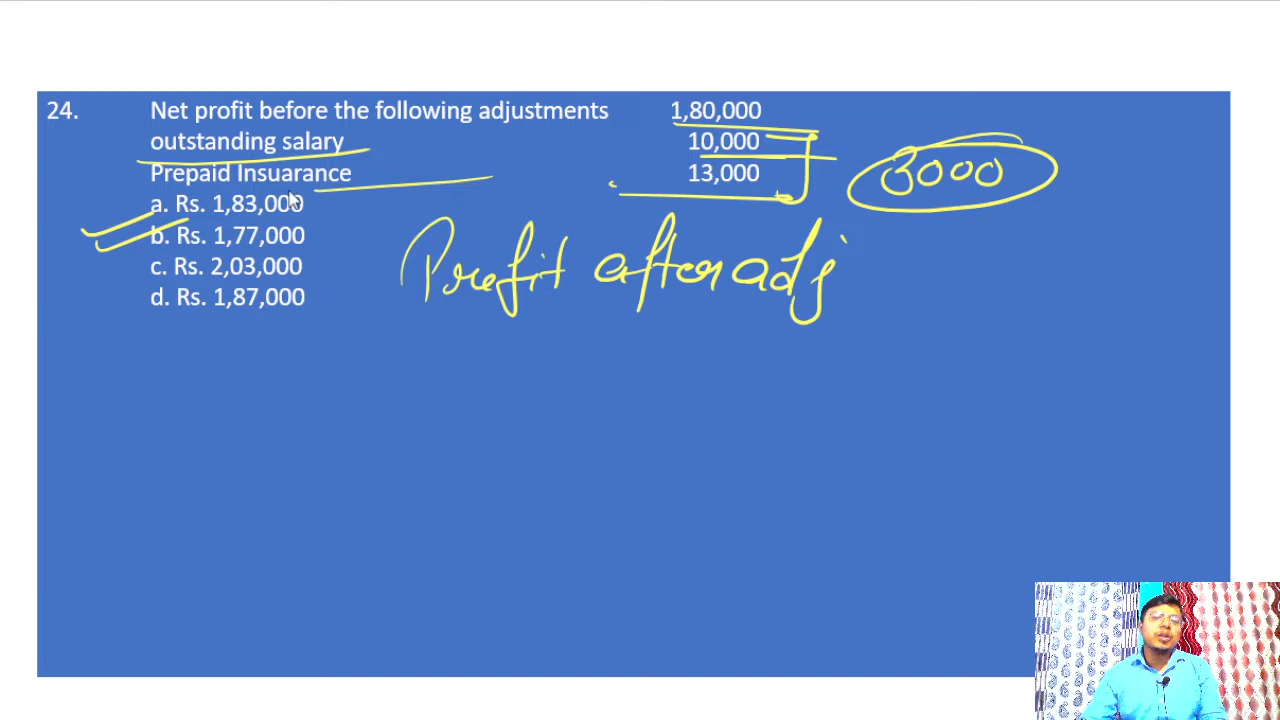 24. Net profit before the following adjustments 1,80,000
outstanding salary 10,000
Prepaid Insuarance 13,000
3000
a. Rs. 1,83,000
b. Rs. 1,77,000
c. Rs. 2,03,000
d. Rs. 1,87,000
Profit after adj